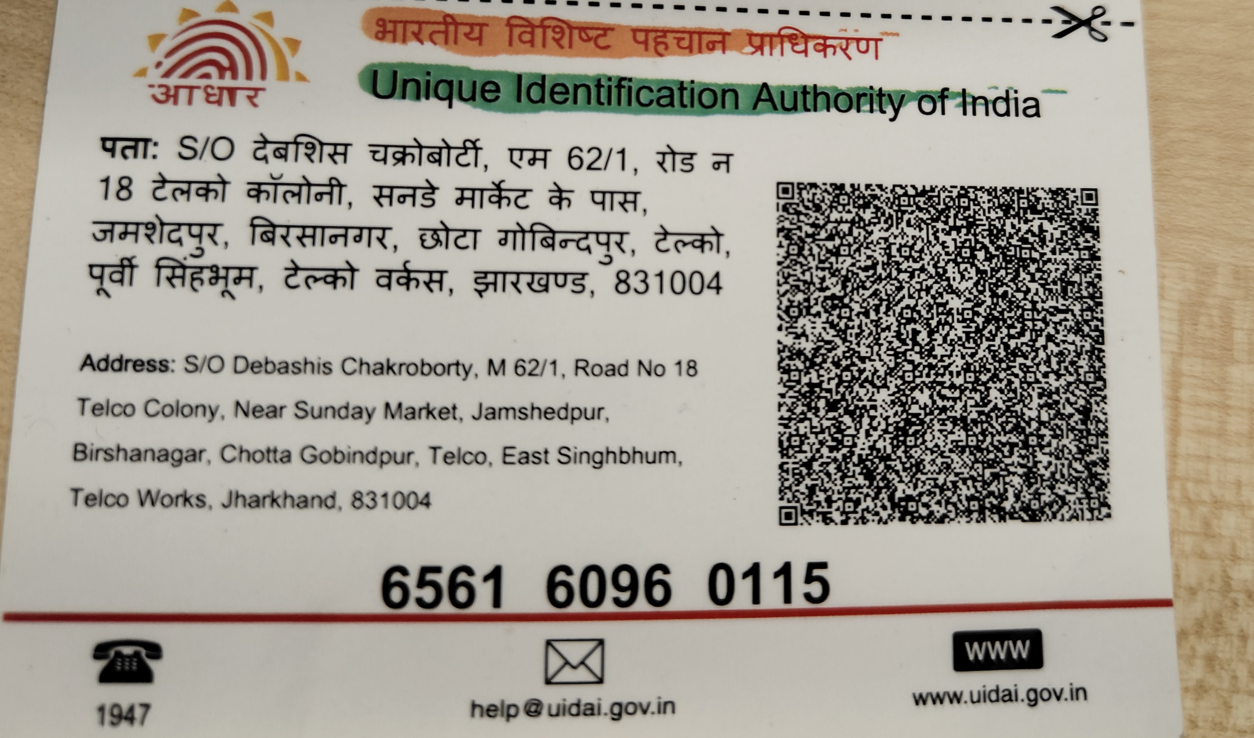 भारतीय विशिष्ट पहचान प्राधिकरण
Unique Identification Authority of India
आधार
पता: S/O देबशिस चक्रोबोर्टी, एम 62/1, रोड न
18 टेलको कॉलोनी, सनडे मार्केट के पास,
जमशेदपुर, बिरसानगर, छोटा गोबिन्दपुर, टेल्को,
पूर्वी सिंहभूम, टेल्को वर्कस, झारखण्ड, 831004
Address: S/O Debashis Chakroborty, M 62/1, Road No 18
Telco Colony, Near Sunday Market, Jamshedpur,
Birshanagar, Chotta Gobindpur, Telco, East Singhbhum,
Telco Works, Jharkhand, 831004
6561 6096 0115
WWW
1947
help@uidai.gov.in
www.uidai.gov.in